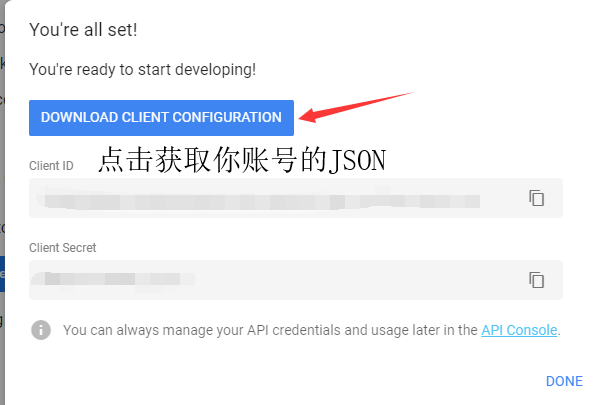 You're all set!
You're ready to start developing!
DOWNLOAD CLIENT CONFIGURATION
Client ID
点击获取你账号的JSON
Client Secret
You can always manage your API credentials and usage later in the API Console.
DONE